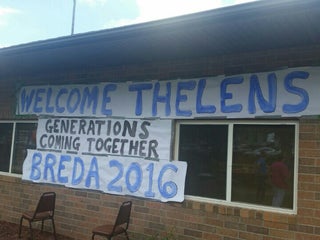 WELCOME THELENS
GENERATIONS
COMING TOGETHER
BREDA 2016